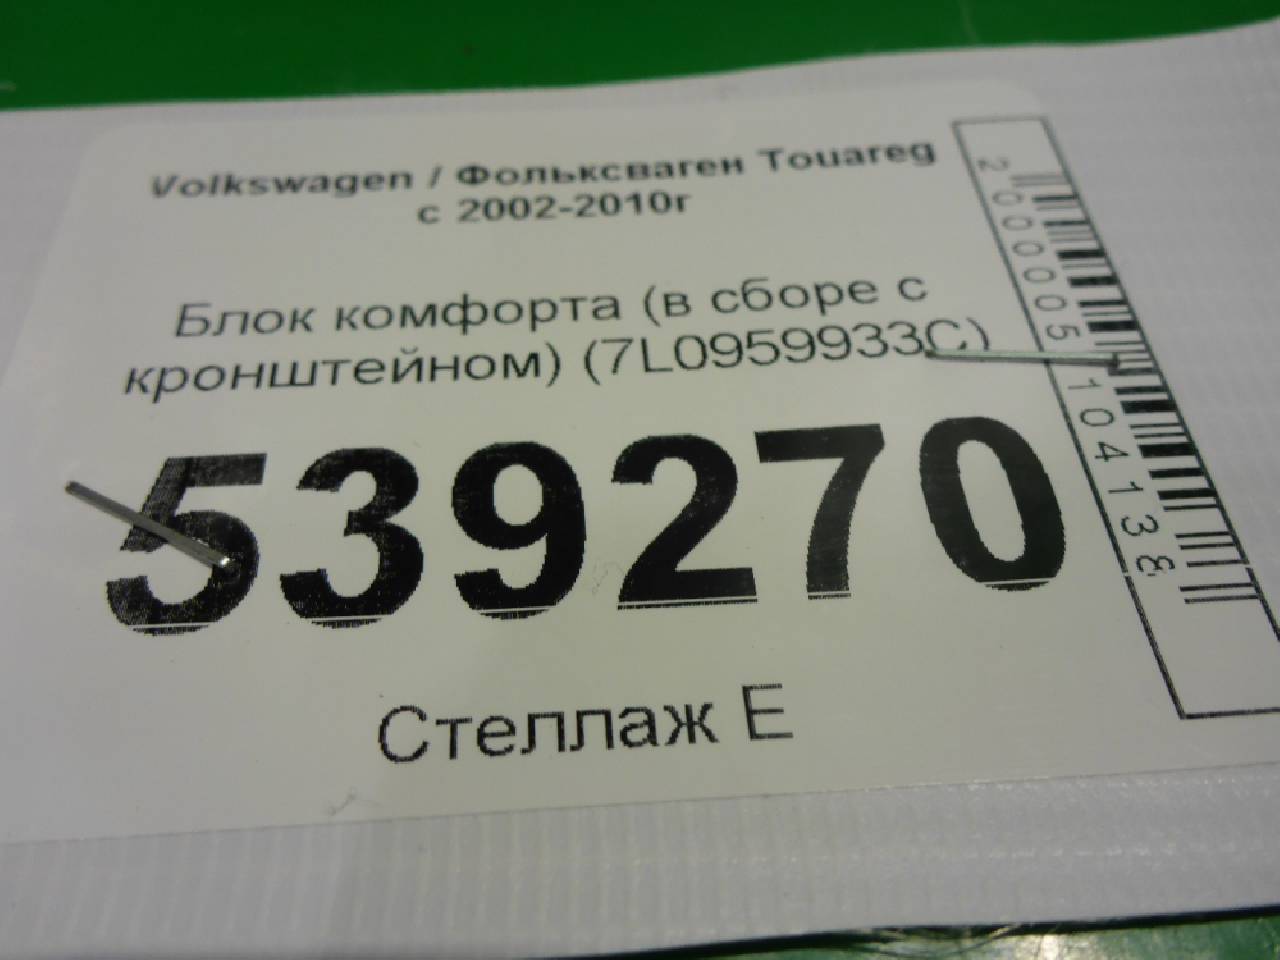 Volkswagen / Фольксваген Touareg
с 2002-2010г
Блок комфорта (в сборе с
кронштейном) (7L0959933C)
539270
Стеллаж Е
2000005104138